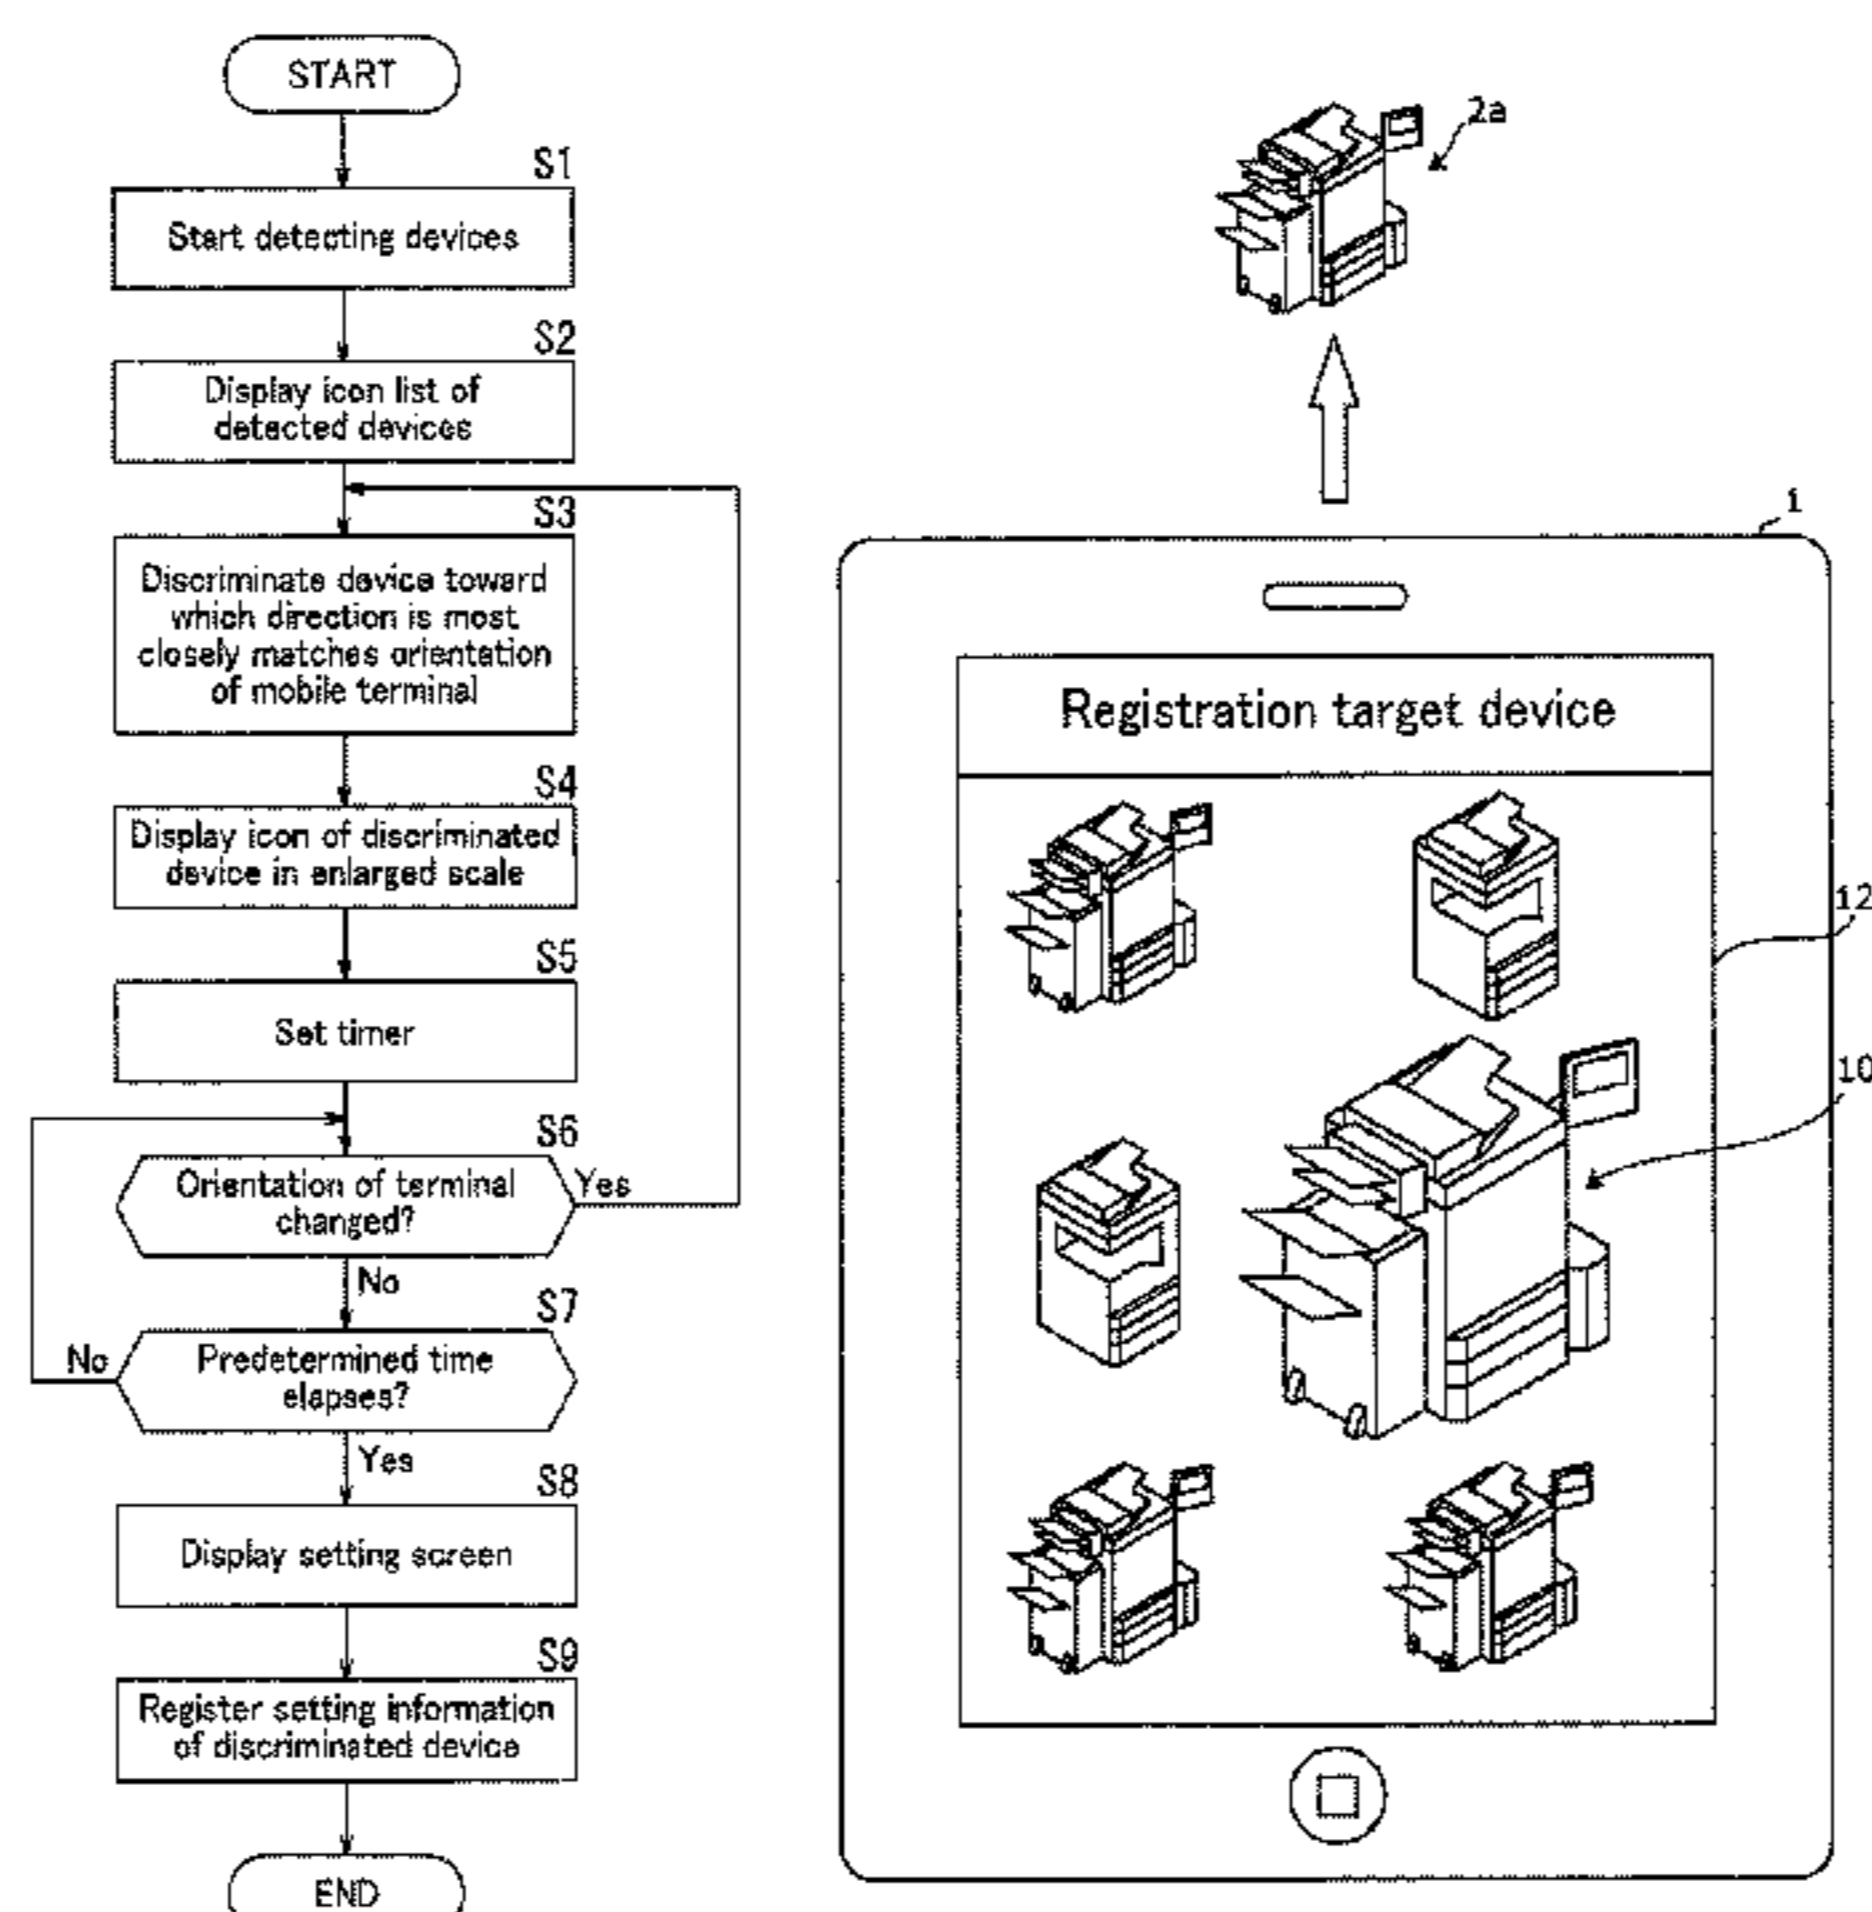 START
S1
Start detecting devices
S2
Display icon list of
detected devices
S3
Discriminate device toward
which direction is most
closely matches orientation
of mobile terminal
S4
Display icon of discriminated
device in enlarged scale
S5
Set timer
S6
Orientation of terminal
changed?
Yes
No
S7
Predetermined time
elapses?
No
Yes
S8
Display setting screen
S9
Register setting information
of discriminated device
END
2a
1
Registration target device
12
10